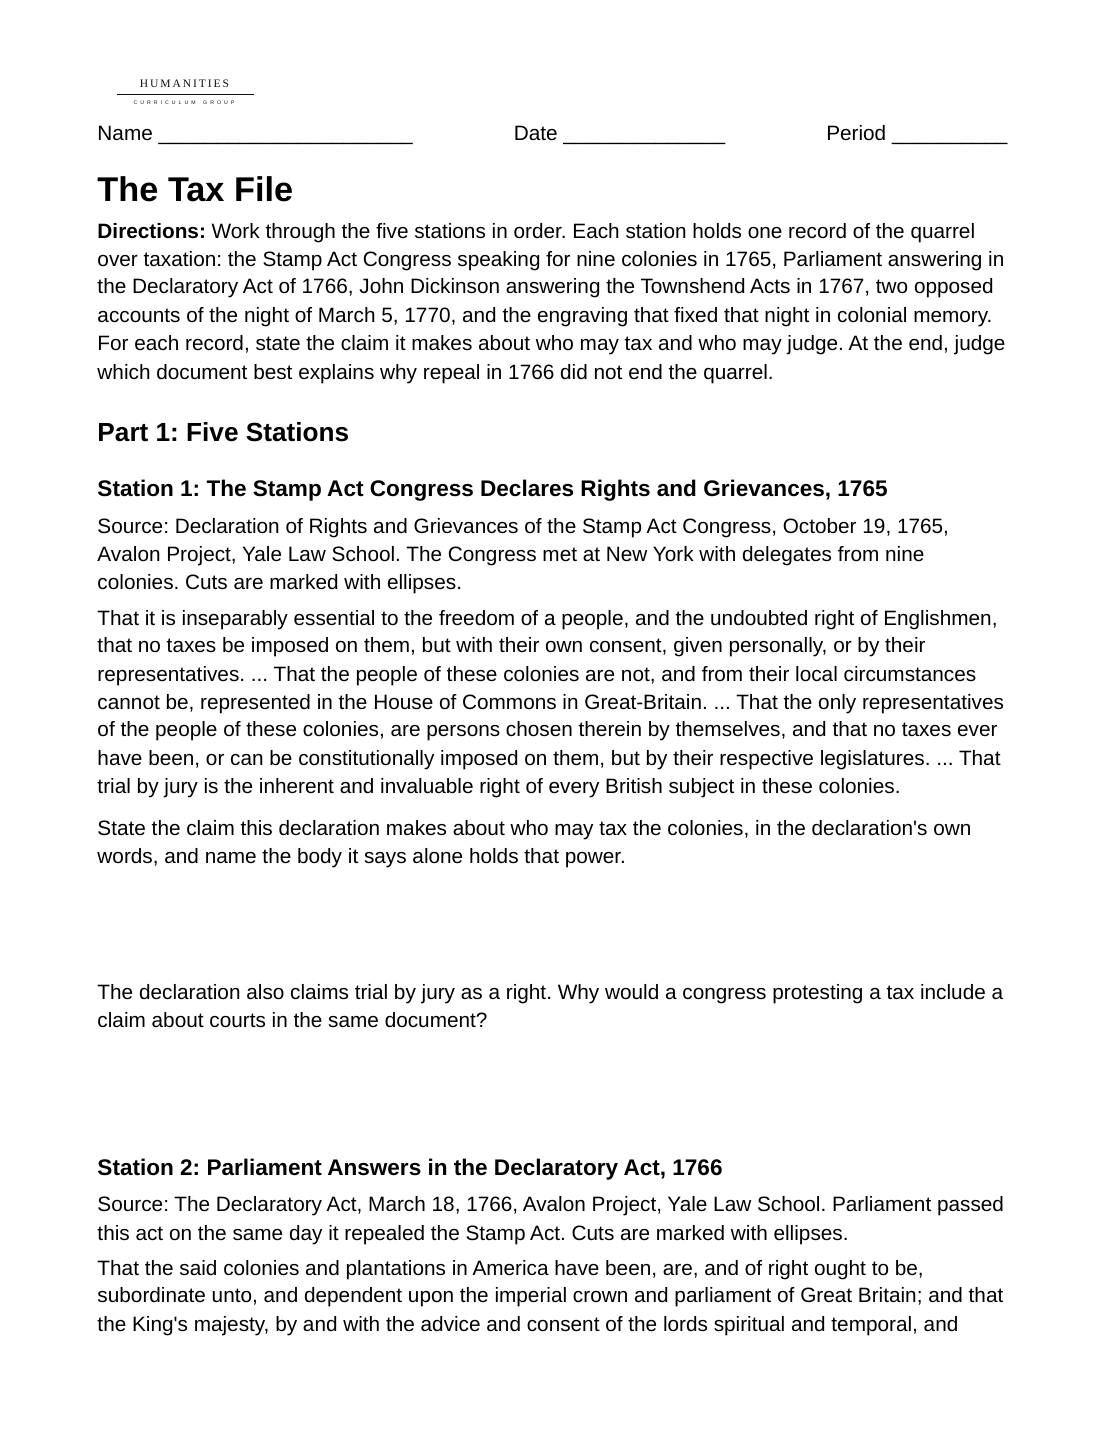 HUMANITIES
CURRICULUM GROUP
Name ______________________ Date ______________ Period __________
The Tax File
Directions: Work through the five stations in order. Each station holds one record of the quarrel
over taxation: the Stamp Act Congress speaking for nine colonies in 1765, Parliament answering in
the Declaratory Act of 1766, John Dickinson answering the Townshend Acts in 1767, two opposed
accounts of the night of March 5, 1770, and the engraving that fixed that night in colonial memory.
For each record, state the claim it makes about who may tax and who may judge. At the end, judge
which document best explains why repeal in 1766 did not end the quarrel.
Part 1: Five Stations
Station 1: The Stamp Act Congress Declares Rights and Grievances, 1765
Source: Declaration of Rights and Grievances of the Stamp Act Congress, October 19, 1765,
Avalon Project, Yale Law School. The Congress met at New York with delegates from nine
colonies. Cuts are marked with ellipses.
That it is inseparably essential to the freedom of a people, and the undoubted right of Englishmen,
that no taxes be imposed on them, but with their own consent, given personally, or by their
representatives. ... That the people of these colonies are not, and from their local circumstances
cannot be, represented in the House of Commons in Great-Britain. ... That the only representatives
of the people of these colonies, are persons chosen therein by themselves, and that no taxes ever
have been, or can be constitutionally imposed on them, but by their respective legislatures. ... That
trial by jury is the inherent and invaluable right of every British subject in these colonies.
State the claim this declaration makes about who may tax the colonies, in the declaration's own
words, and name the body it says alone holds that power.
The declaration also claims trial by jury as a right. Why would a congress protesting a tax include a
claim about courts in the same document?
Station 2: Parliament Answers in the Declaratory Act, 1766
Source: The Declaratory Act, March 18, 1766, Avalon Project, Yale Law School. Parliament passed
this act on the same day it repealed the Stamp Act. Cuts are marked with ellipses.
That the said colonies and plantations in America have been, are, and of right ought to be,
subordinate unto, and dependent upon the imperial crown and parliament of Great Britain; and that
the King's majesty, by and with the advice and consent of the lords spiritual and temporal, and